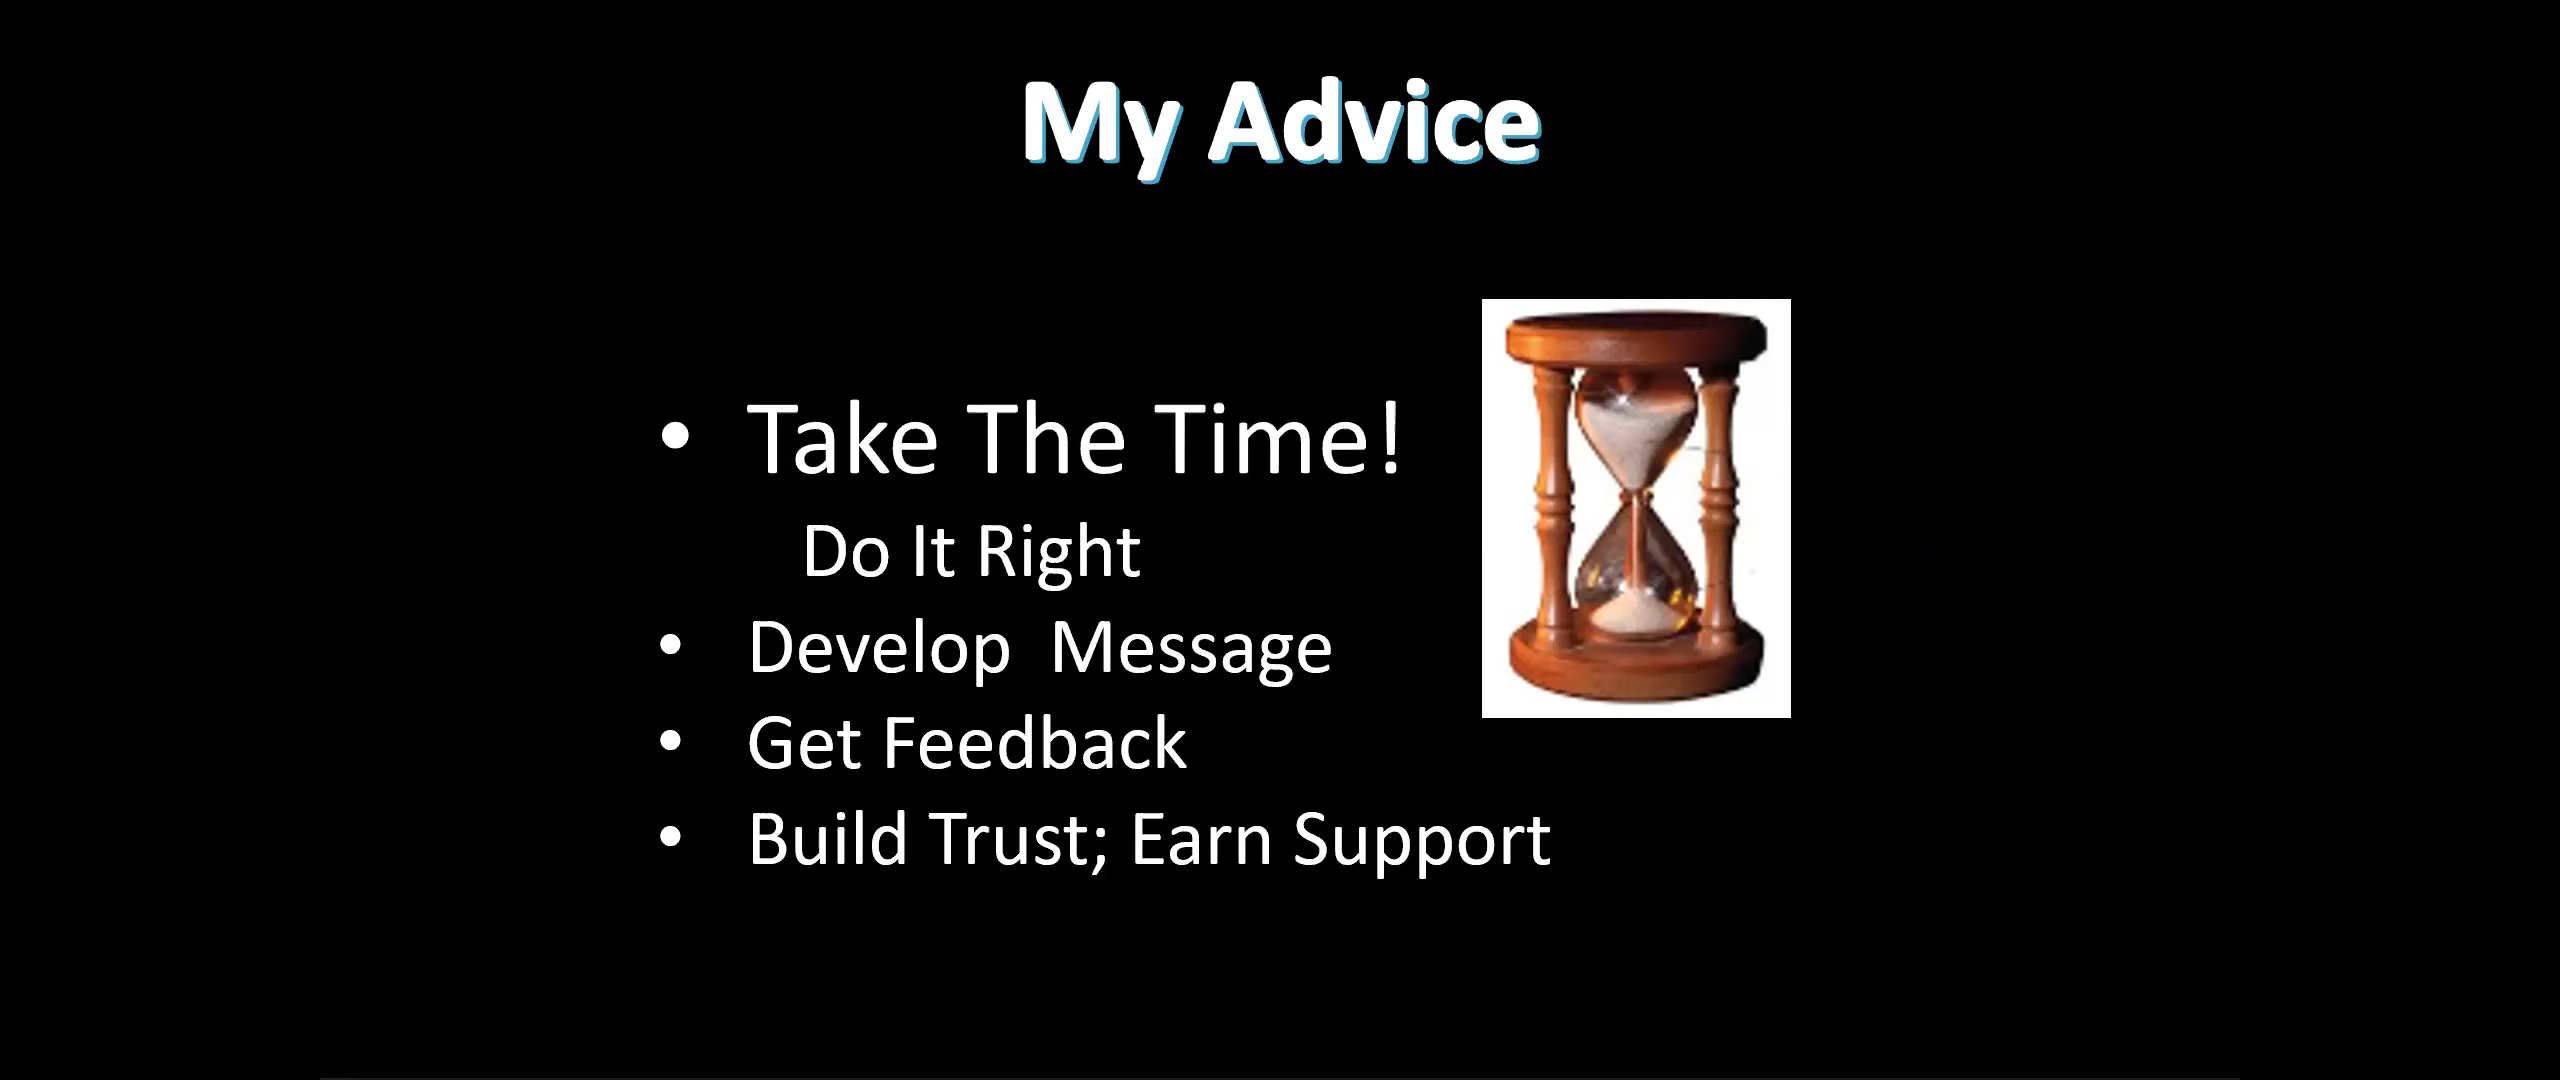 My Advice
• Take The Time!
Do It Right
• Develop  Message
• Get Feedback
• Build Trust; Earn Support